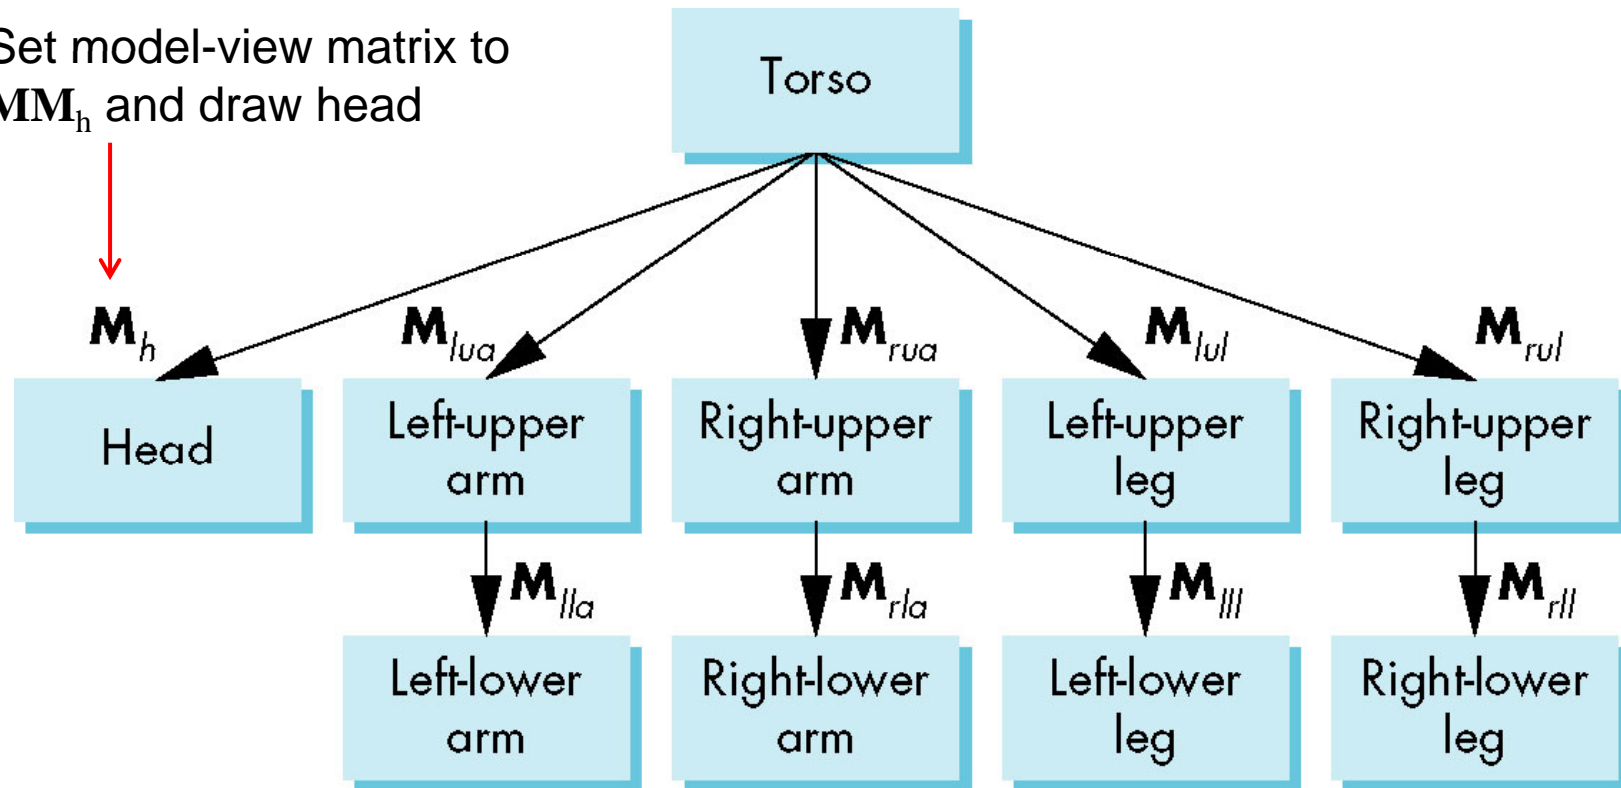 Set model-view matrix to
MMh and draw head
Torso
Mh
Mlua
Mrua
Mlul
Mrul
Head
Left-upper
arm
Right-upper
arm
Left-upper
leg
Right-upper
leg
Mlla
Mrla
Mlll
Mrll
Left-lower
arm
Right-lower
arm
Left-lower
leg
Right-lower
leg